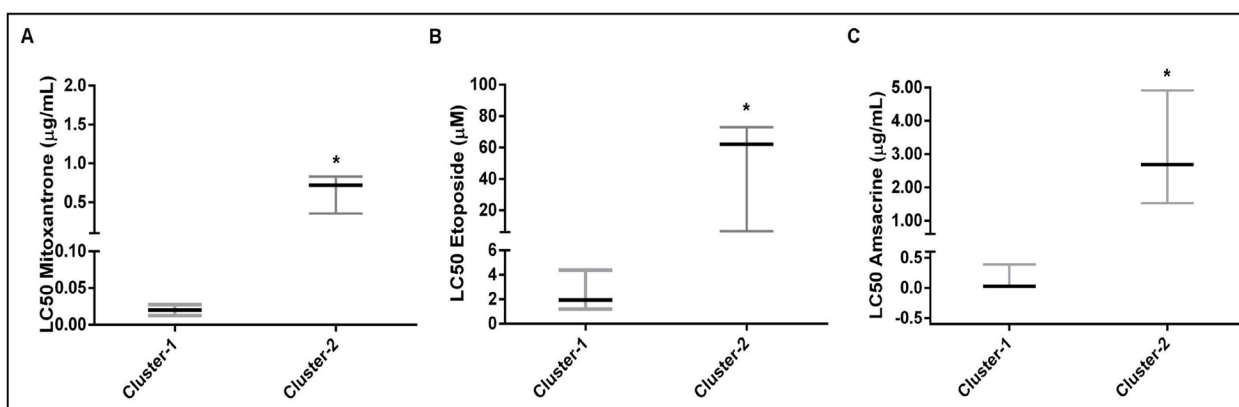 A
LC50 Mitoxantrone (μg/mL)
2.0
1.5
1.0
0.5
0.10
0.05
0.00
*
Cluster-1
Cluster-2
B
LC50 Etoposide (μM)
100
80
60
40
20
6
4
2
0
*
Cluster-1
Cluster-2
C
LC50 Amsacrine (μg/mL)
5.00
4.00
3.00
2.00
1.00
0.5
0.0
-0.5
*
Cluster-1
Cluster-2